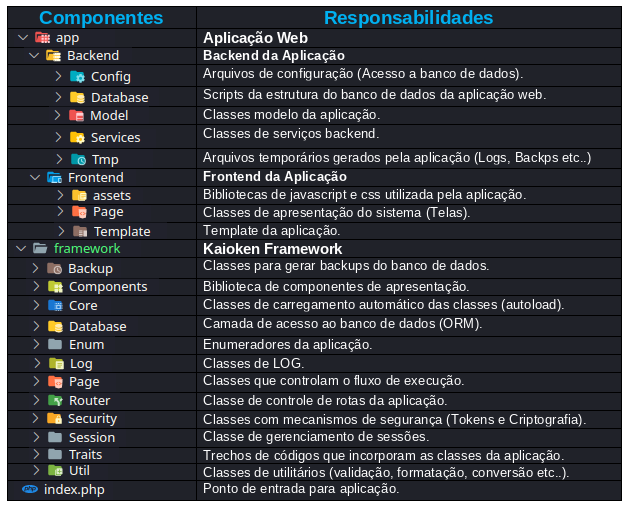 Componentes Responsabilidades
app Aplicação Web
Backend Backend da Aplicação
Config Arquivos de configuração (Acesso a banco de dados).
Database Scripts da estrutura do banco de dados da aplicação web.
Model Classes modelo da aplicação.
Services Classes de serviços backend.
Tmp Arquivos temporários gerados pela aplicação (Logs, Backps etc..)
Frontend Frontend da Aplicação
assets Bibliotecas de javascript e css utilizada pela aplicação.
Page Classes de apresentação do sistema (Telas).
Template Template da aplicação.
framework Kaioken Framework
Backup Classes para gerar backups do banco de dados.
Components Biblioteca de componentes de apresentação.
Core Classes de carregamento automático das classes (autoload).
Database Camada de acesso ao banco de dados (ORM).
Enum Enumeradores da aplicação.
Log Classes de LOG.
Page Classes que controlam o fluxo de execução.
Router Classe de controle de rotas da aplicação.
Security Classes com mecanismos de segurança (Tokens e Criptografia).
Session Classe de gerenciamento de sessões.
Traits Trechos de códigos que incorporam as classes da aplicação.
Util Classes de utilitários (validação, formatação, conversão etc..).
php index.php Ponto de entrada para aplicação.